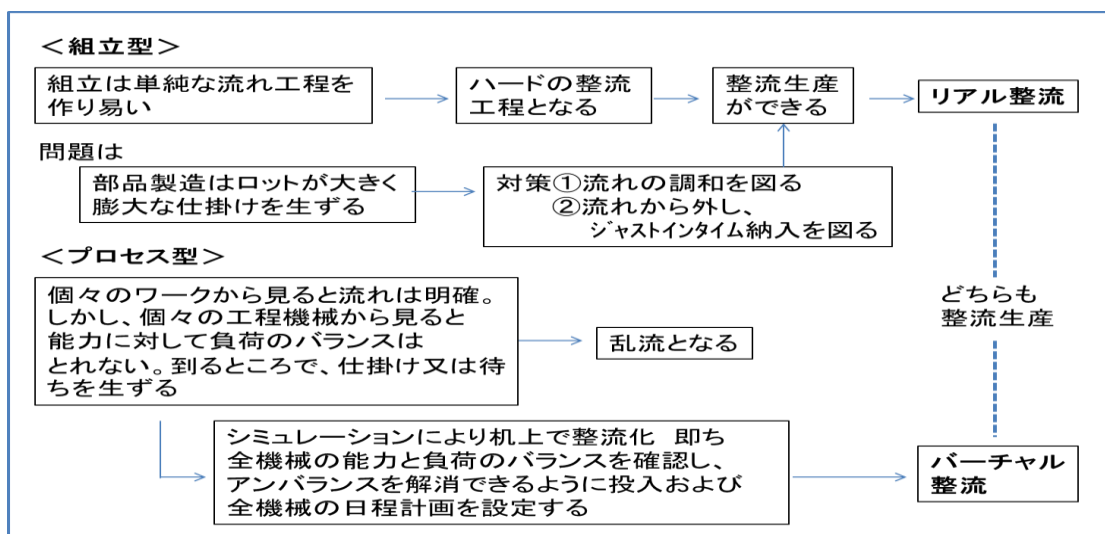 ＜組立型＞
組立は単純な流れ工程を
作り易い
ハードの整流
工程となる
整流生産
ができる
リアル整流
問題は
部品製造はロットが大きく
膨大な仕掛けを生ずる
対策①流れの調和を図る
②流れから外し、
ジャストインタイム納入を図る
＜プロセス型＞
個々のワークから見ると流れは明確。
しかし、個々の工程機械から見ると
能力に対して負荷のバランスは
とれない。到るところで、仕掛け又は待
ちを生ずる
乱流となる
どちらも
整流生産
シミュレーションにより机上で整流化　即ち
全機械の能力と負荷のバランスを確認し、
アンバランスを解消できるように投入および
全機械の日程計画を設定する
バーチャル
整流